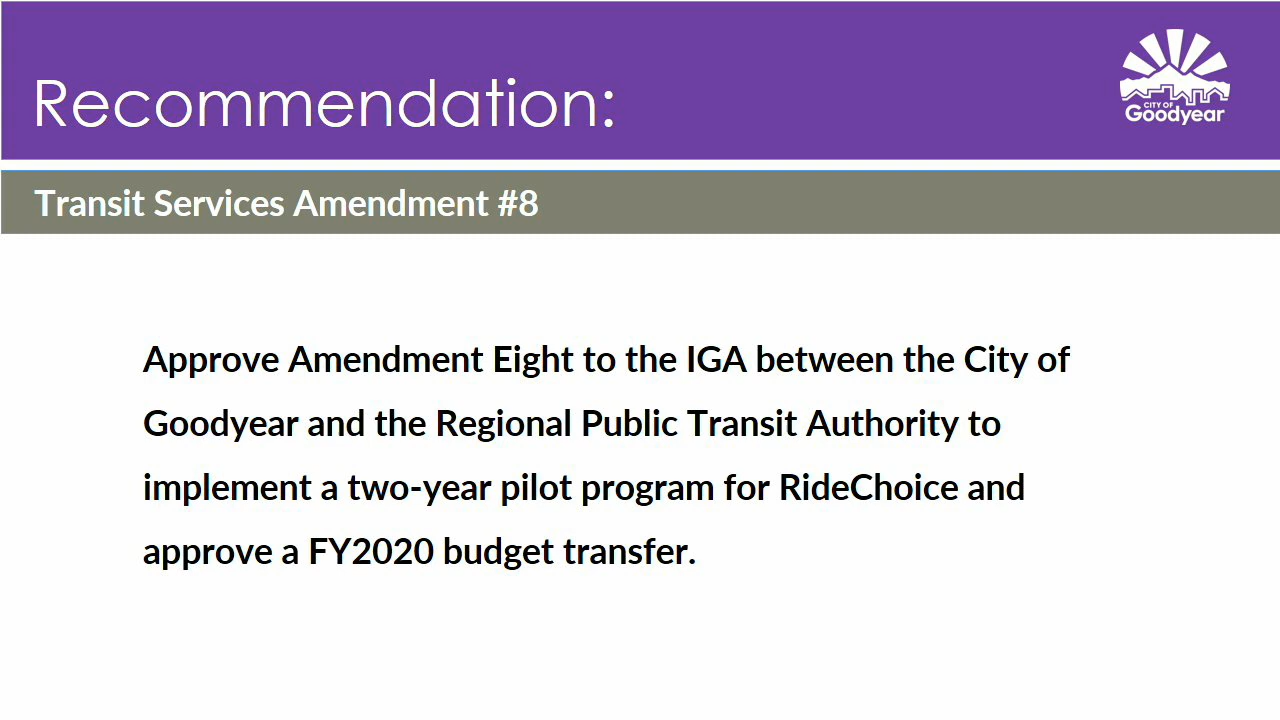 Recommendation:
CITY OF
Goodyear
Transit Services Amendment #8
Approve Amendment Eight to the IGA between the City of
Goodyear and the Regional Public Transit Authority to
implement a two-year pilot program for RideChoice and
approve a FY2020 budget transfer.